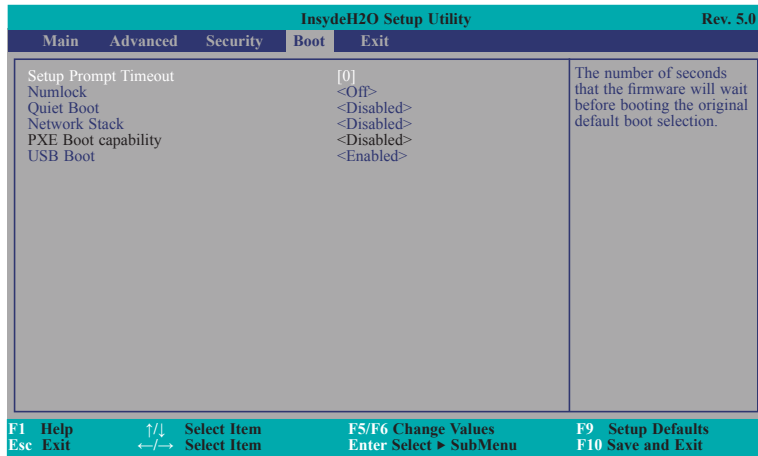 InsydeH2O Setup Utility Rev. 5.0
Main Advanced Security Boot Exit
Setup Prompt Timeout [0]
Numlock <Off>
Quiet Boot <Disabled>
Network Stack <Disabled>
PXE Boot capability <Disabled>
USB Boot <Enabled>
The number of seconds
that the firmware will wait
before booting the original
default boot selection.
F1 Help ↑/↓ Select Item F5/F6 Change Values F9 Setup Defaults
Esc Exit ←/→ Select Item Enter Select ► SubMenu F10 Save and Exit